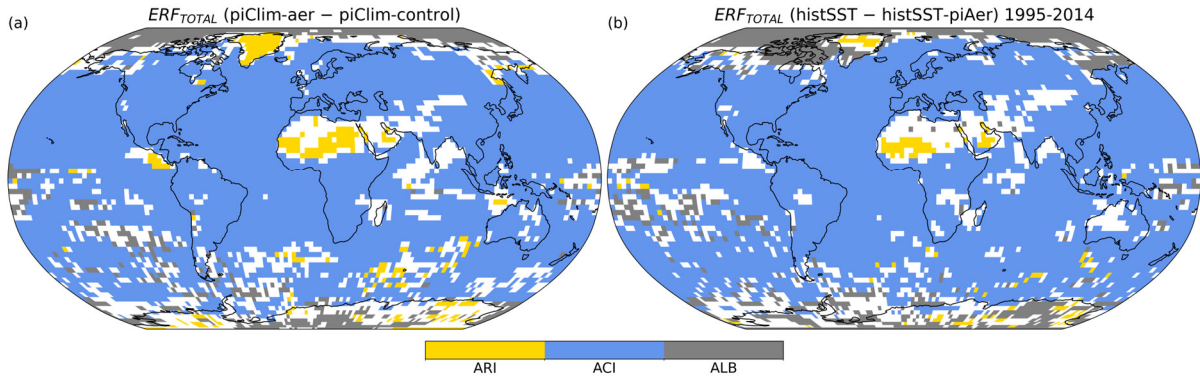 (a)
ERF_TOTAL (piClim-aer − piClim-control)
(b)
ERF_TOTAL (histSST − histSST-piAer) 1995-2014
ARI
ACI
ALB